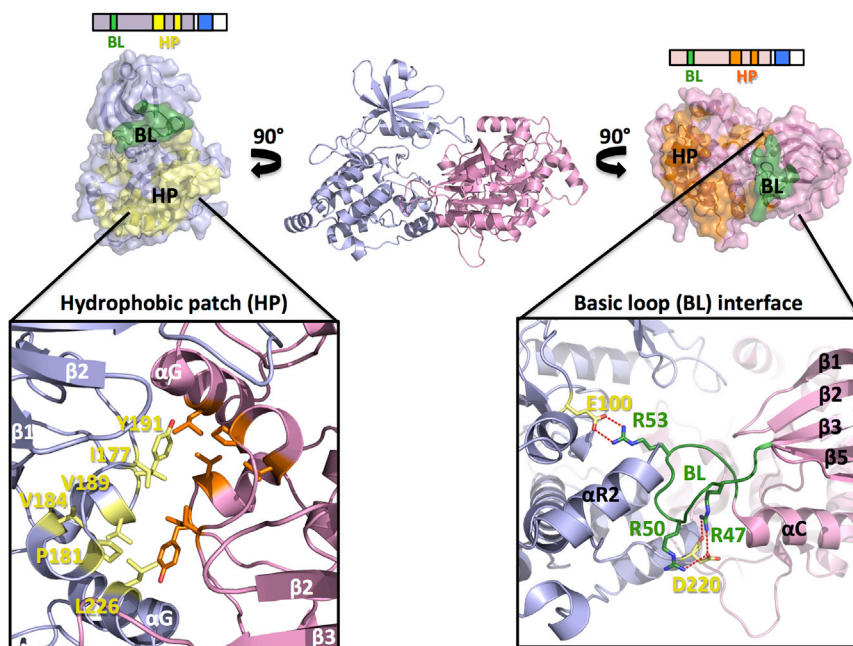 BL HP
BL HP
BL
HP
90°
90°
HP
BL
Hydrophobic patch (HP)
Basic loop (BL) interface
β2
αG
β1
Y191
I177
V189
V184
P181
L226
αG
β2
β3
E100
R53
BL
αR2
R50
R47
D220
αC
β1
β2
β3
β5